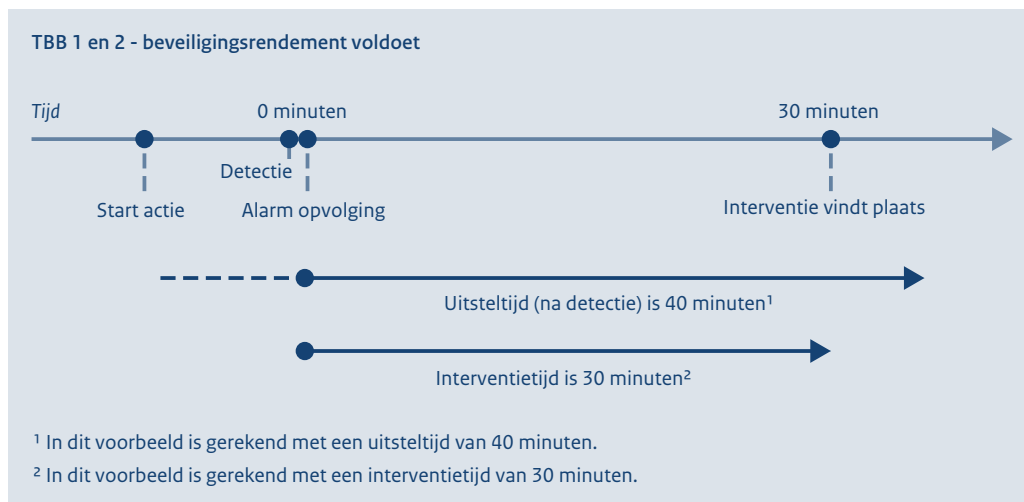 TBB 1 en 2 - beveiligingsrendement voldoet
Tijd
0 minuten
30 minuten
Detectie
Start actie
Alarm opvolging
Interventie vindt plaats
Uitsteltijd (na detectie) is 40 minuten¹
Interventietijd is 30 minuten²
¹ In dit voorbeeld is gerekend met een uitsteltijd van 40 minuten.
² In dit voorbeeld is gerekend met een interventietijd van 30 minuten.